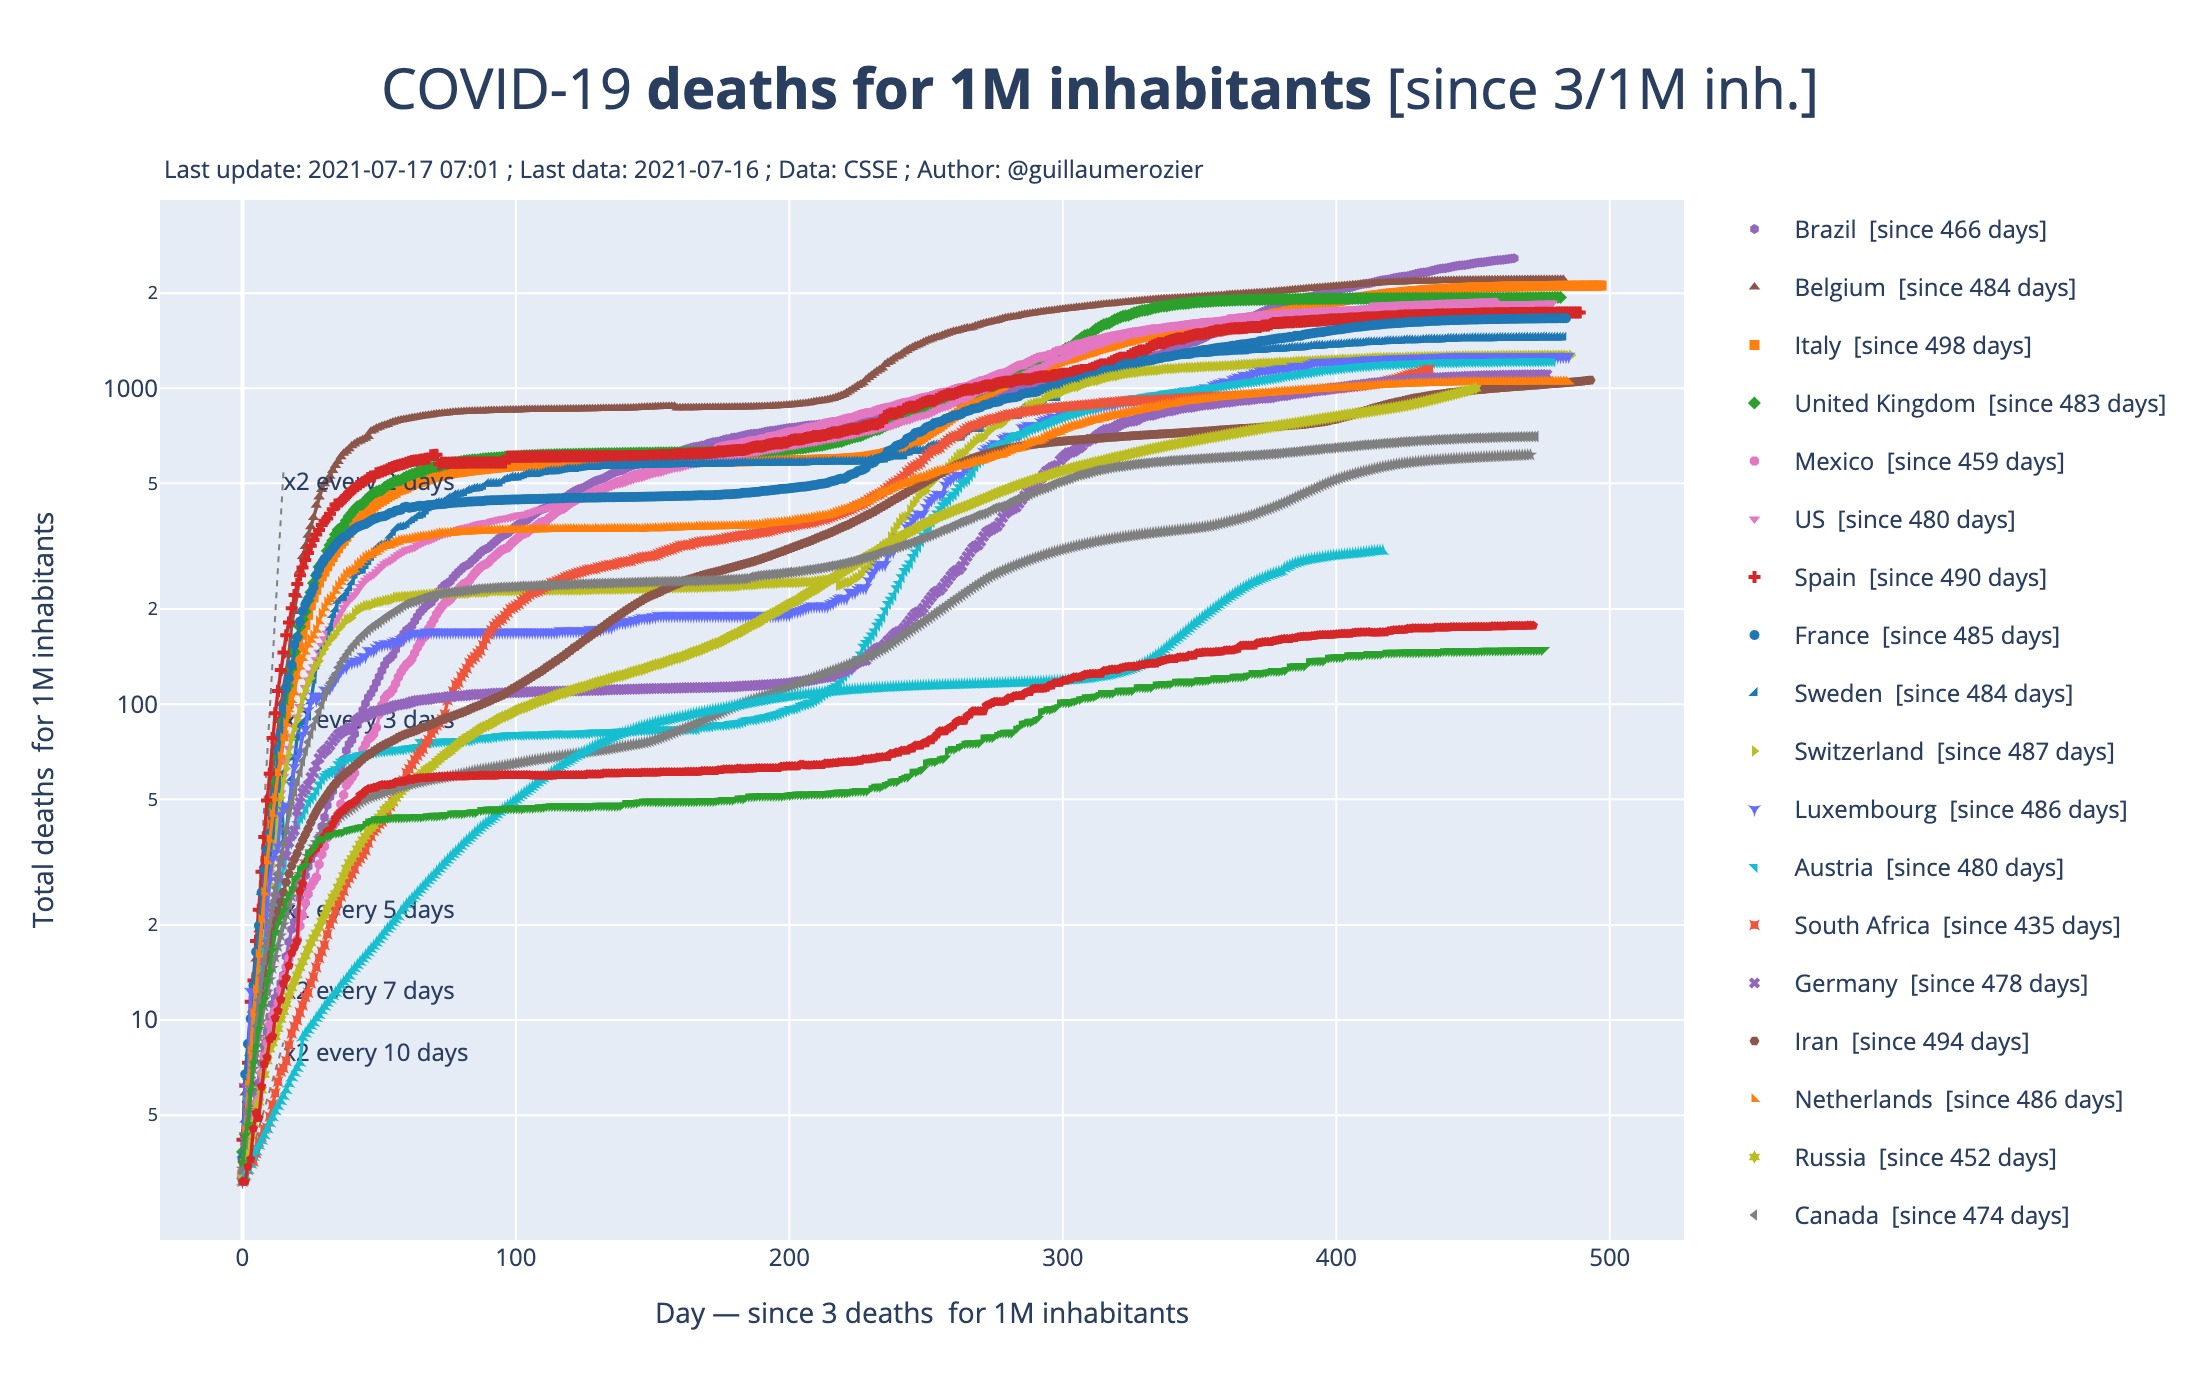 COVID-19 deaths for 1M inhabitants [since 3/1M inh.]
Last update: 2021-07-17 07:01 ; Last data: 2021-07-16 ; Data: CSSE ; Author: @guillaumerozier
Total deaths for 1M inhabitants
2
1000
5
2
100
5
2
10
5
x2 every days
every 3 days
every 5 days
x2 every 7 days
x2 every 10 days
0 100 200 300 400 500
Day — since 3 deaths for 1M inhabitants
Brazil [since 466 days]
Belgium [since 484 days]
Italy [since 498 days]
United Kingdom [since 483 days]
Mexico [since 459 days]
US [since 480 days]
Spain [since 490 days]
France [since 485 days]
Sweden [since 484 days]
Switzerland [since 487 days]
Luxembourg [since 486 days]
Austria [since 480 days]
South Africa [since 435 days]
Germany [since 478 days]
Iran [since 494 days]
Netherlands [since 486 days]
Russia [since 452 days]
Canada [since 474 days]